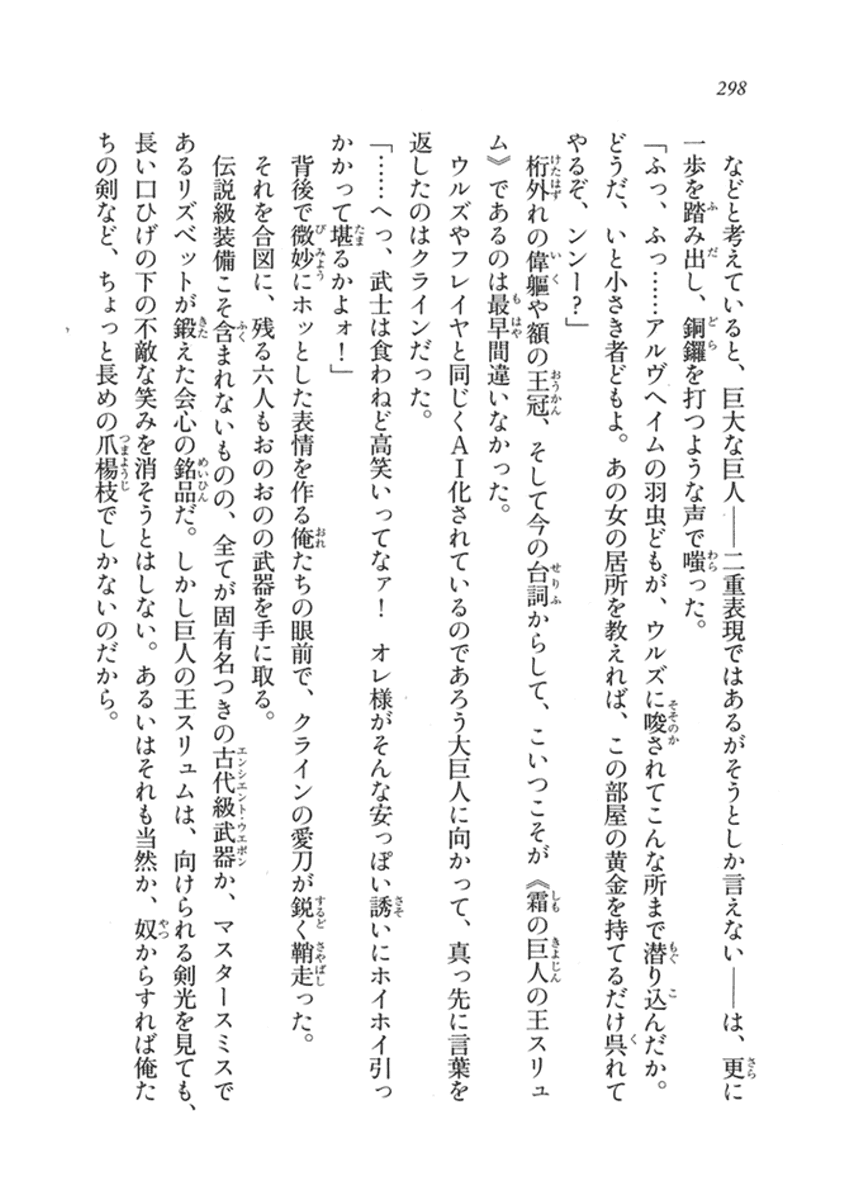 298
などと考えていると、巨大な巨人――二重表現ではあるがそうとしか言えない――は、更に
一歩を踏み出し、銅鑼を打つような声で嗤った。
「ふっ、ふっ……アルヴヘイムの羽虫どもが、ウルズに唆されてこんな所まで潜り込んだか。
どうだ、いと小さき者どもよ。あの女の居所を教えれば、この部屋の黄金を持てるだけ呉れて
やるぞ、ンンー？」
桁外れの偉軀や額の王冠、そして今の台詞からして、こいつこそが《霜の巨人の王スリュ
ム》であるのは最早間違いなかった。
ウルズやフレイヤと同じくＡＩ化されているのであろう大巨人に向かって、真っ先に言葉を
返したのはクラインだった。
「……へっ、武士は食わねど高笑いってなァ！　オレ様がそんな安っぽい誘いにホイホイ引っ
かかって堪るかよォ！」
背後で微妙にホッとした表情を作る俺たちの眼前で、クラインの愛刀が鋭く鞘走った。
それを合図に、残る六人もおのおのの武器を手に取る。
伝説級装備こそ含まれないものの、全てが固有名つきの古代級武器か、マスタースミスで
あるリズベットが鍛えた会心の銘品だ。しかし巨人の王スリュムは、向けられる剣光を見ても、
長い口ひげの下の不敵な笑みを消そうとはしない。あるいはそれも当然か、奴からすれば俺た
ちの剣など、ちょっと長めの爪楊枝でしかないのだから。